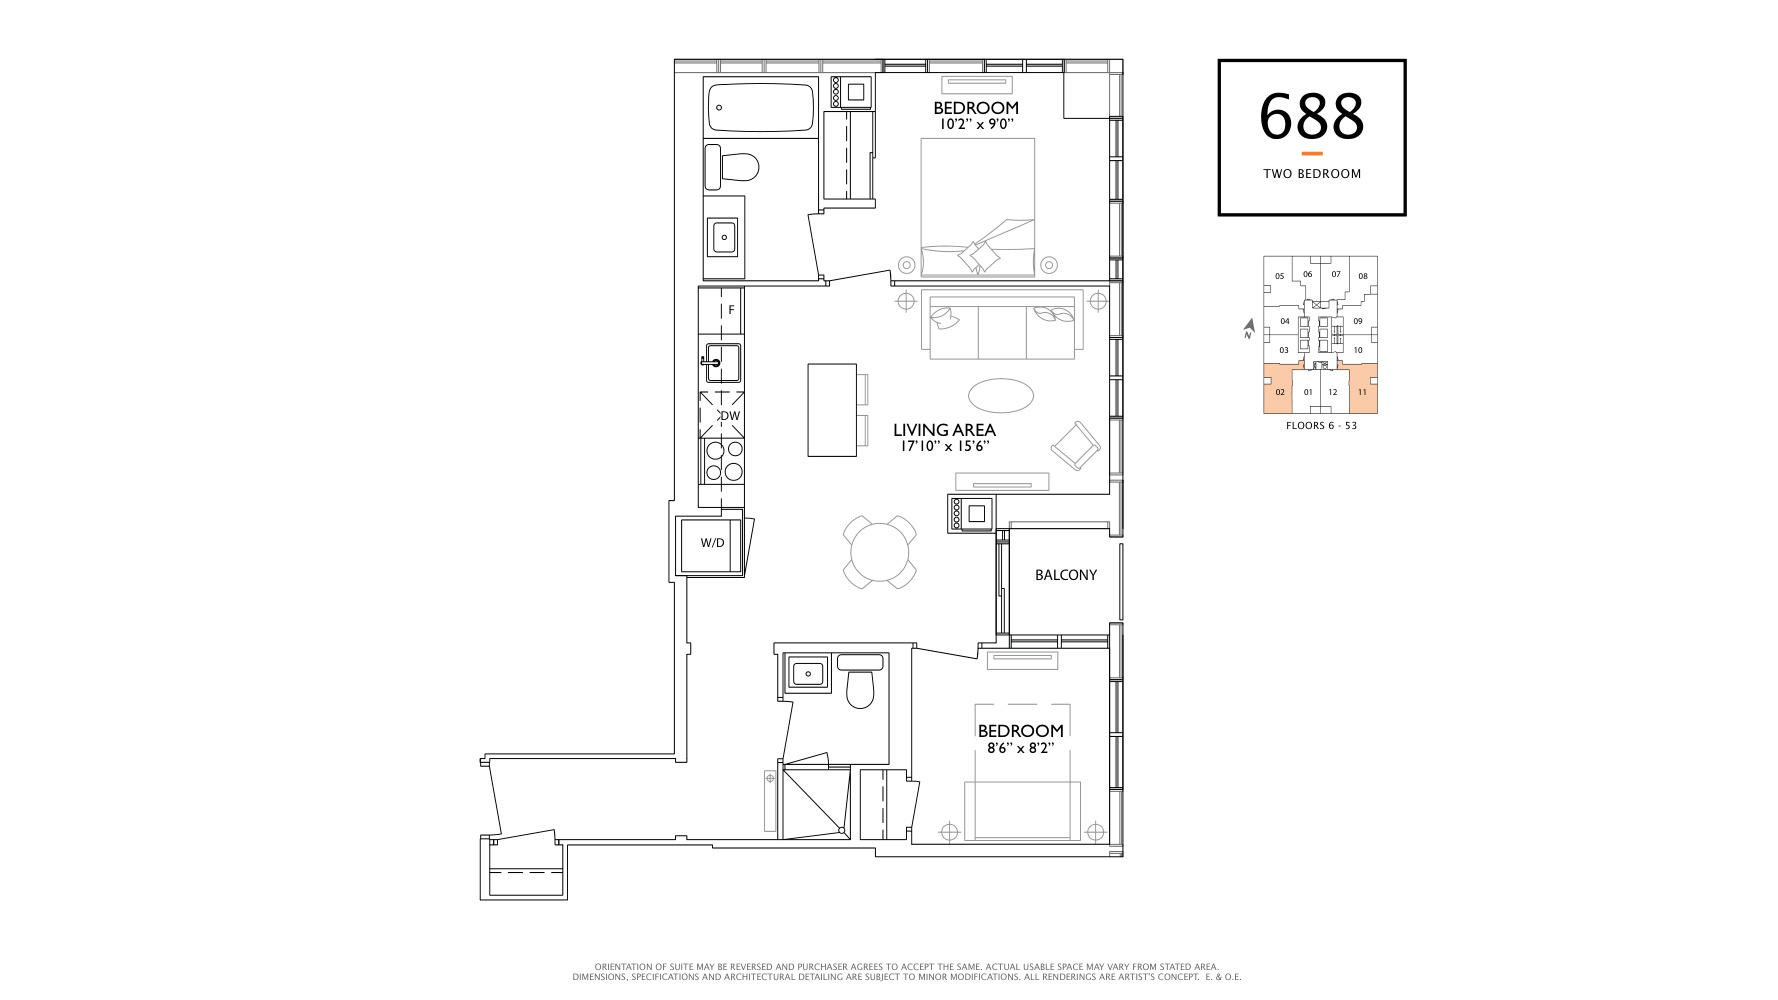 BEDROOM
10'2" x 9'0"
688
TWO BEDROOM
F
DW
LIVING AREA
17'10" x 15'6"
W/D
BALCONY
BEDROOM
8'6" x 8'2"
05 06 07 08
04 09
03 10
02 01 12 11
N
FLOORS 6 - 53
ORIENTATION OF SUITE MAY BE REVERSED AND PURCHASER AGREES TO ACCEPT THE SAME. ACTUAL USABLE SPACE MAY VARY FROM STATED AREA.
DIMENSIONS, SPECIFICATIONS AND ARCHITECTURAL DETAILING ARE SUBJECT TO MINOR MODIFICATIONS. ALL RENDERINGS ARE ARTIST'S CONCEPT. E. & O.E.